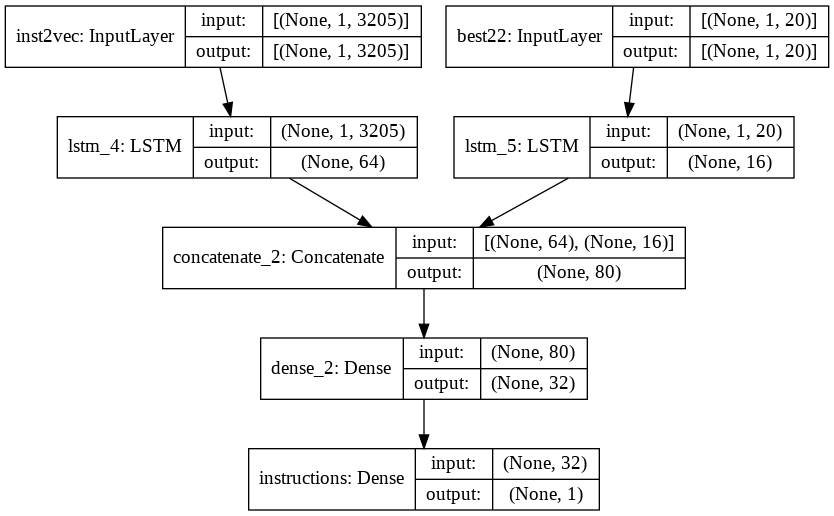 inst2vec: InputLayer
input: [(None, 1, 3205)]
output: [(None, 1, 3205)]
best22: InputLayer
input: [(None, 1, 20)]
output: [(None, 1, 20)]
lstm_4: LSTM
input: (None, 1, 3205)
output: (None, 64)
lstm_5: LSTM
input: (None, 1, 20)
output: (None, 16)
concatenate_2: Concatenate
input: [(None, 64), (None, 16)]
output: (None, 80)
dense_2: Dense
input: (None, 80)
output: (None, 32)
instructions: Dense
input: (None, 32)
output: (None, 1)